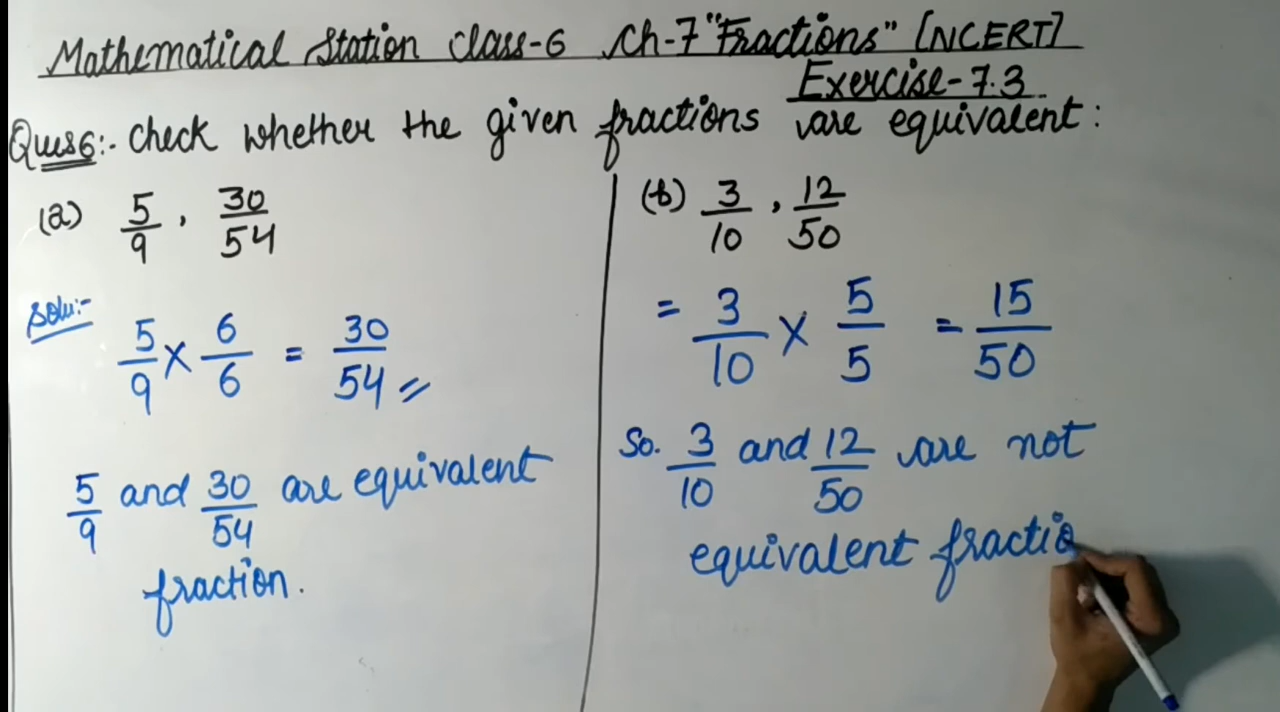 Mathematical Station Class-6 Ch-7 "Fractions" [NCERT]
Exercise-7.3
Ques6:- Check whether the given fractions are equivalent:
(a) 5/9 , 30/54
Solu:-
5/9 × 6/6 = 30/54 //
5/9 and 30/54 are equivalent
fraction.
(b) 3/10 , 12/50
= 3/10 × 5/5 = 15/50
So. 3/10 and 12/50 are not
equivalent fractio